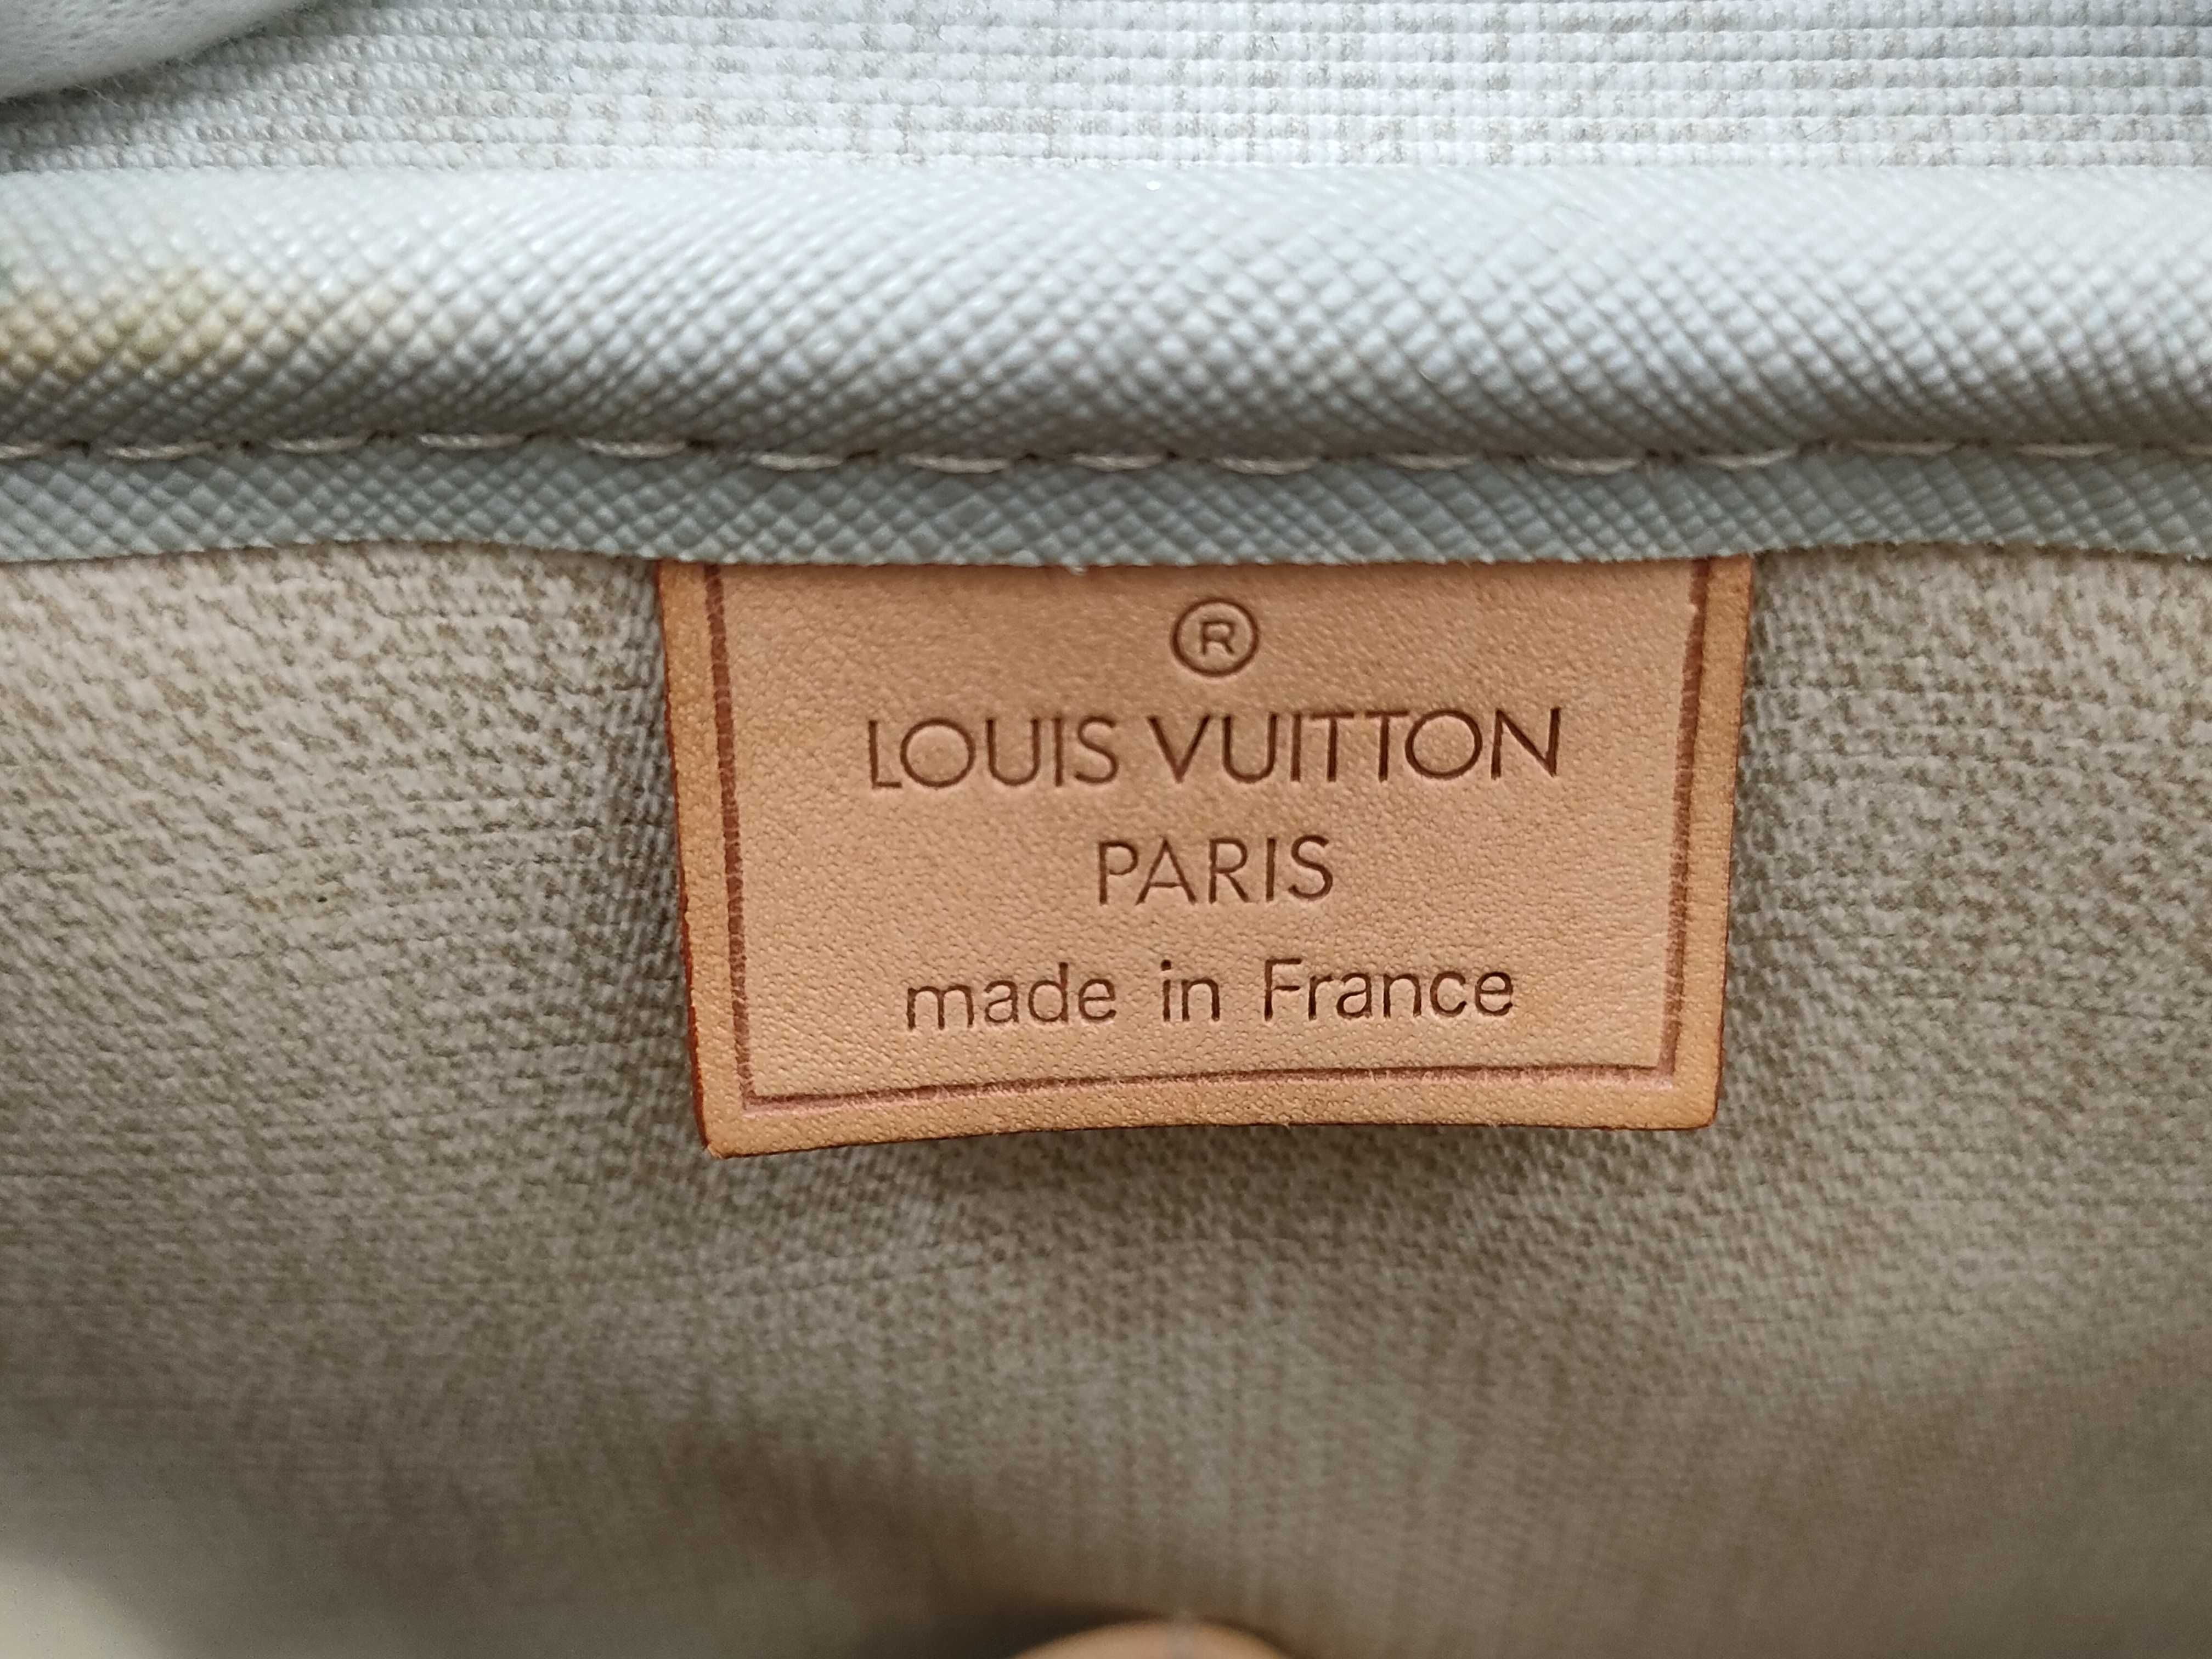 ®
LOUIS VUITTON
PARIS
made in France